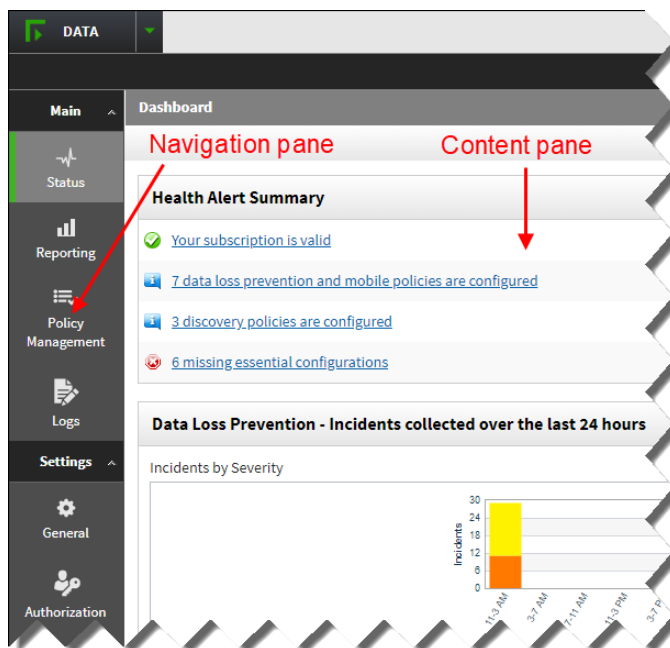 DATA
Main
Dashboard
Navigation pane
Content pane
Status
Health Alert Summary
Your subscription is valid
Reporting
7 data loss prevention and mobile policies are configured
3 discovery policies are configured
Policy
Management
6 missing essential configurations
Logs
Data Loss Prevention - Incidents collected over the last 24 hours
Settings
Incidents by Severity
General
Incidents
30
24
18
12
6
0
11-3 AM
3-7 AM
7-11 AM
11-3 PM
3-7 P
Authorization